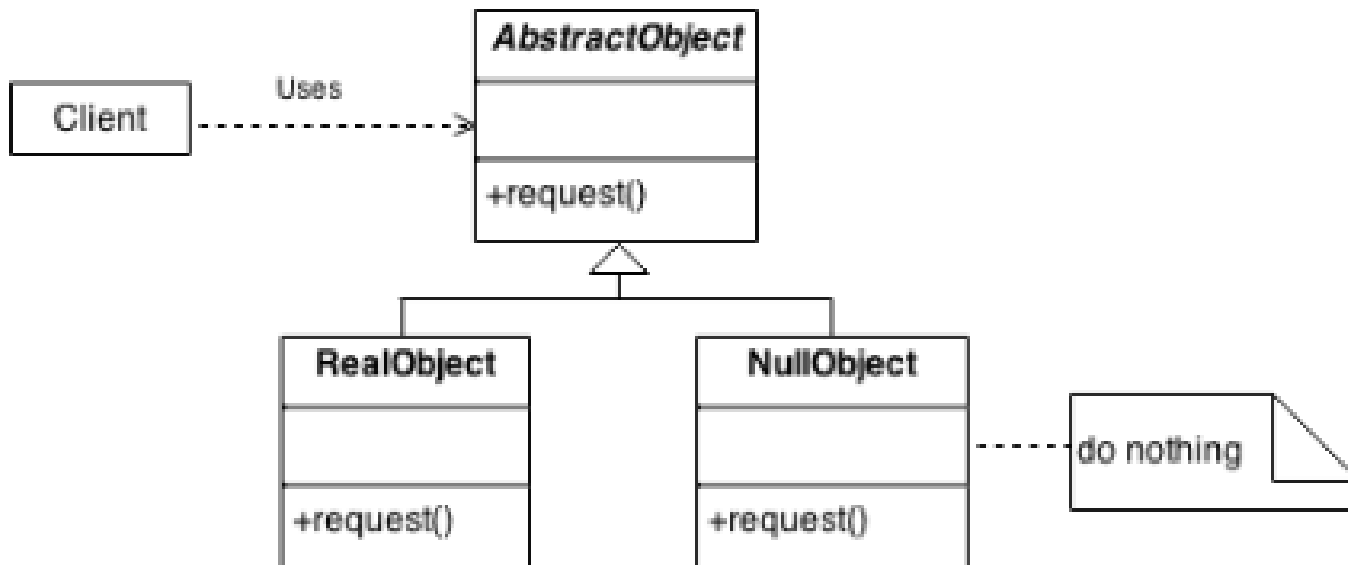 AbstractObject
Uses
Client
+request()
RealObject
NullObject
do nothing
+request()
+request()